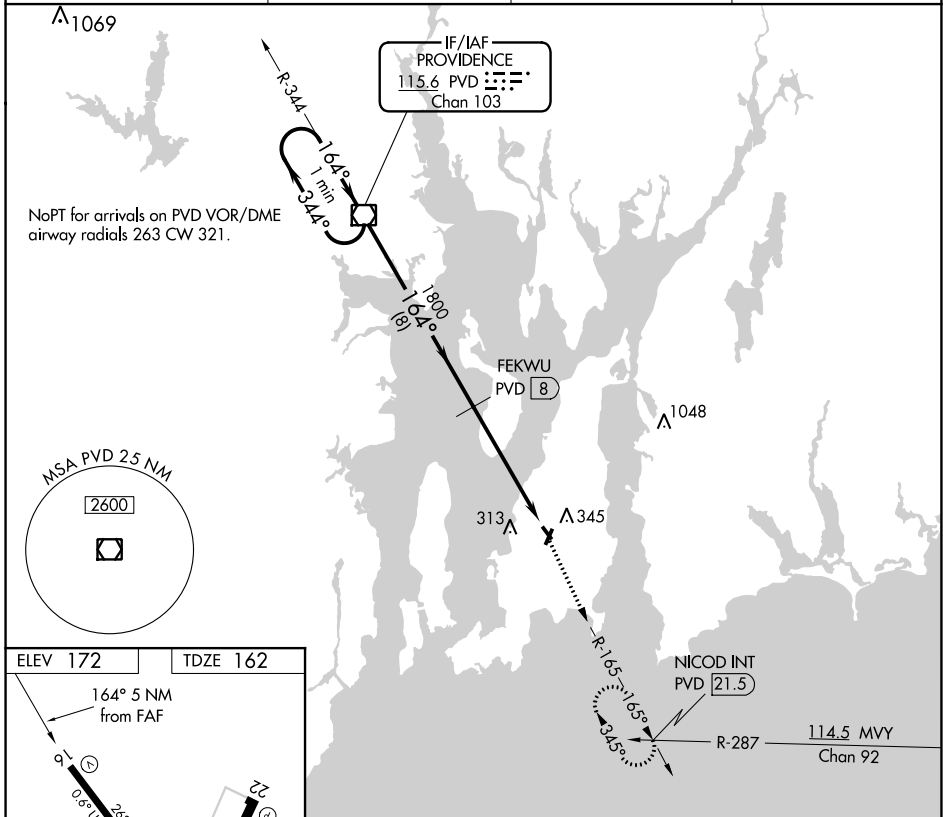 1069
IF/IAF
PROVIDENCE
115.6 PVD
Chan 103
R-344
164°
1 min
344°
NoPT for arrivals on PVD VOR/DME
airway radials 263 CW 321.
1800
164°
(8)
FEKWU
PVD 8
1048
MSA PVD 25 NM
2600
313
345
R-165
165°
345°
NICOD INT
PVD 21.5
R-287
114.5 MVY
Chan 92
ELEV 172
TDZE 162
164° 5 NM
from FAF
16
V
22
P
0.6°